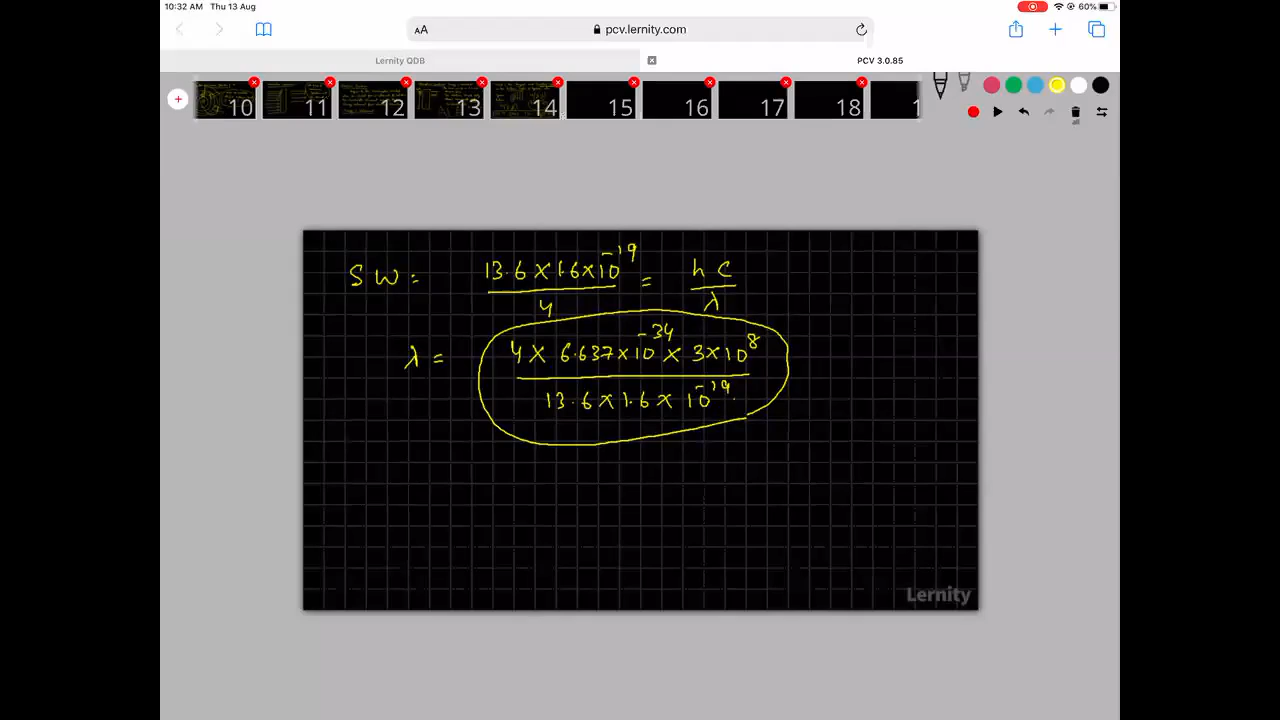 10:32 AM Thu 13 Aug 60%
AA pcv.lernity.com
Lernity QDB PCV 3.0.85
10 11 12 13 14 15 16 17 18 1
SW = 13.6 × 1.6 × 10^-19 / 4 = hc / λ
λ = 4 × 6.637 × 10^-34 × 3 × 10^8 / 13.6 × 1.6 × 10^-19
Lernity